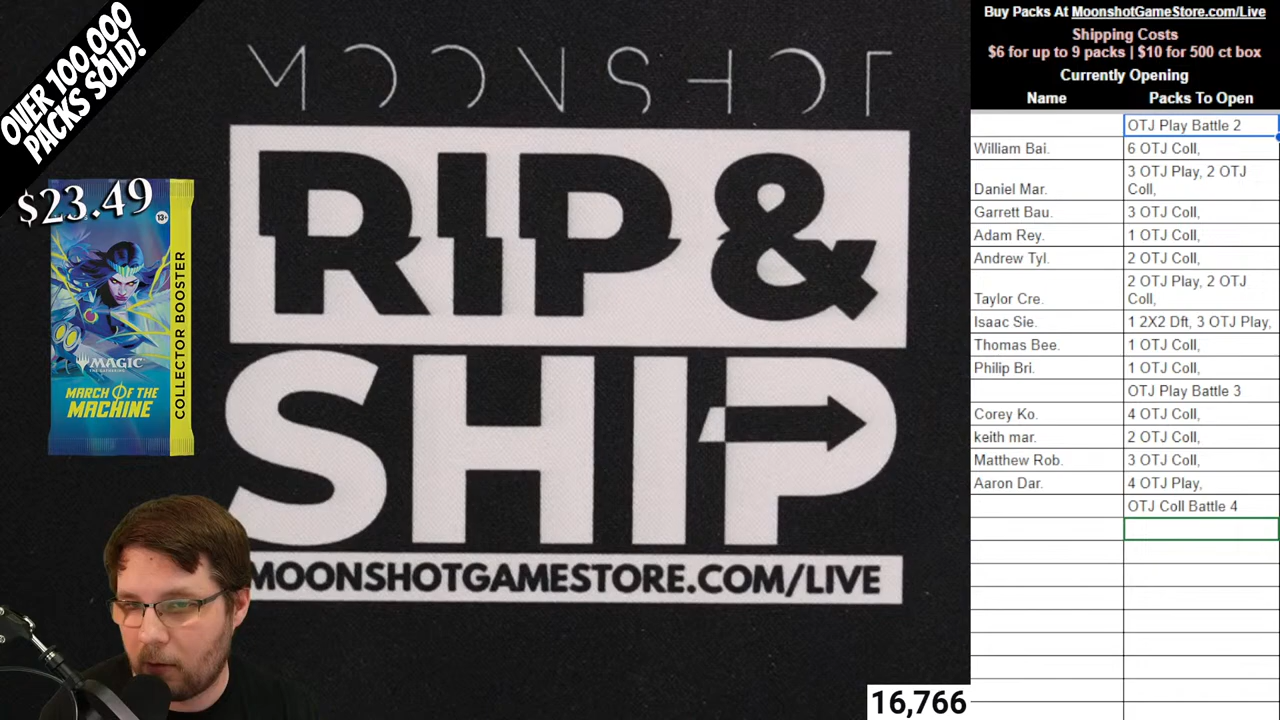 OVER 100,000
PACKS SOLD!
$23.49
13+
COLLECTOR BOOSTER
MAGIC
THE GATHERING
MARCH OF THE
MACHINE
MOONSHOT
RIP &
SHIP
MOONSHOTGAMESTORE.COM/LIVE
16,766
Buy Packs At MoonshotGameStore.com/Live
Shipping Costs
$6 for up to 9 packs | $10 for 500 ct box
Currently Opening
Name Packs To Open
OTJ Play Battle 2
William Bai. 6 OTJ Coll,
Daniel Mar. 3 OTJ Play, 2 OTJ
Coll,
Garrett Bau. 3 OTJ Coll,
Adam Rey. 1 OTJ Coll,
Andrew Tyl. 2 OTJ Coll,
Taylor Cre. 2 OTJ Play, 2 OTJ
Coll,
Isaac Sie. 1 2X2 Dft, 3 OTJ Play,
Thomas Bee. 1 OTJ Coll,
Philip Bri. 1 OTJ Coll,
OTJ Play Battle 3
Corey Ko. 4 OTJ Coll,
keith mar. 2 OTJ Coll,
Matthew Rob. 3 OTJ Coll,
Aaron Dar. 4 OTJ Play,
OTJ Coll Battle 4